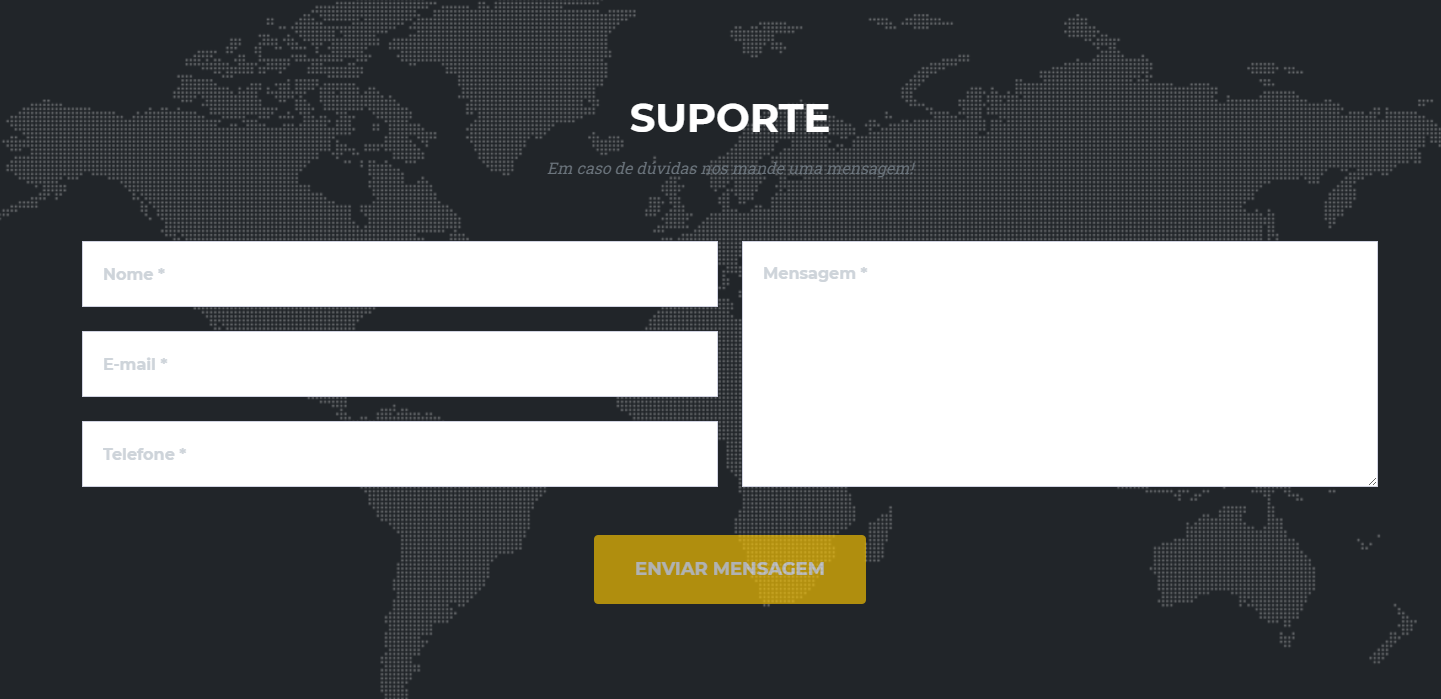 SUPORTE
Em caso de dúvidas nos mande uma mensagem!
Nome *
E-mail *
Telefone *
Mensagem *
ENVIAR MENSAGEM